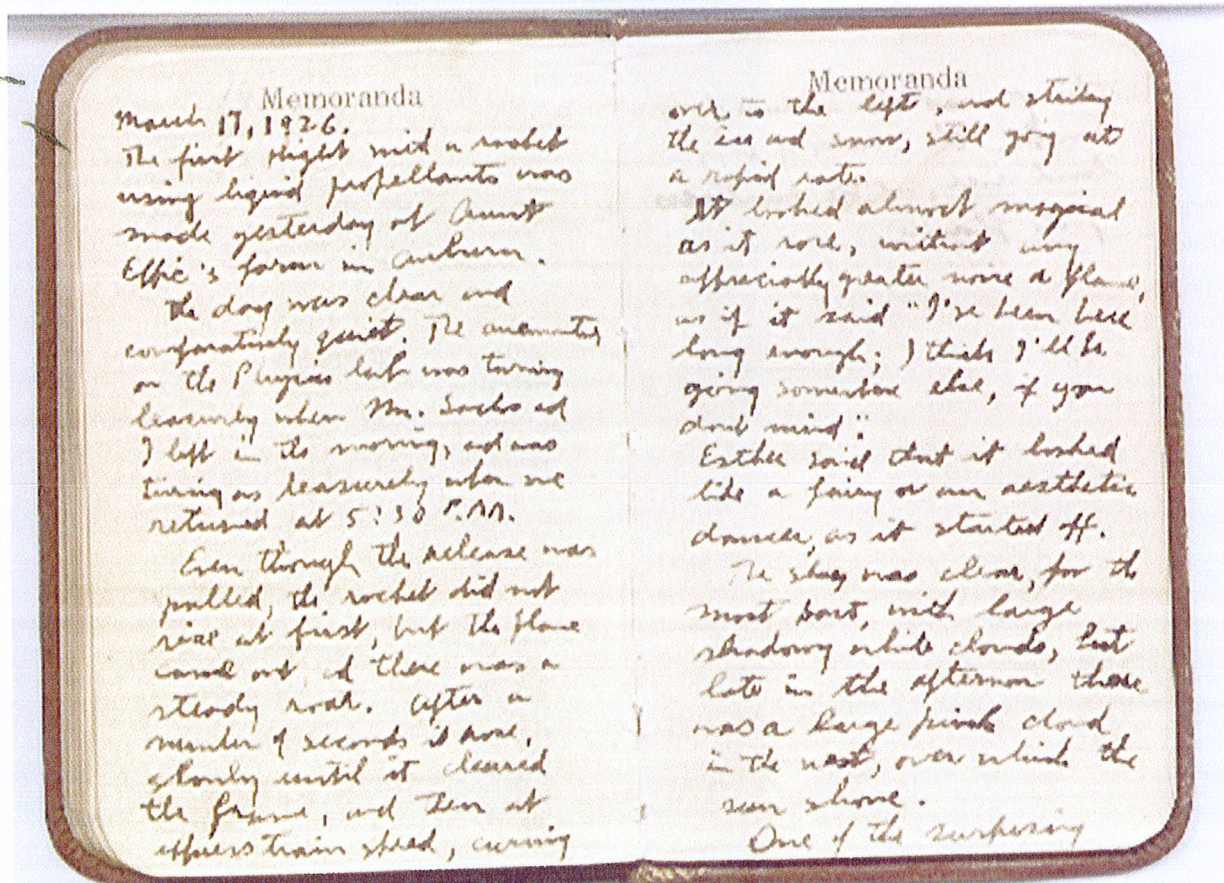 Memoranda
March 17, 1926.
The first flight with a rocket
using liquid propellants was
made yesterday at Aunt
Effie's farm in Auburn.
The day was clear and
comparatively quiet. The anemometer
on the Physics lab was turning
leasurely when Mr. Sachs and
I left in the morning, and was
turning as leasurely when we
returned at 5:30 P.M.
Even though the release was
pulled, the rocket did not
rise at first, but the flame
came out, and there was a
steady roar. After a
number of seconds it rose,
slowly until it cleared
the frame, and then at
express train speed, curving
Memoranda
over to the left, and striking
the ice and snow, still going at
a rapid rate.
It looked almost magical
as it rose, without any
appreciably greater noise or flame,
as if it said "I've been here
long enough; I think I'll be
going somewhere else, if you
don't mind".
Esther said that it looked
like a fairy or an aesthetic
dancer, as it started off.
The sky was clear, for the
most part, with large
shadowy white clouds, but
late in the afternoon there
was a large pink cloud
in the west, over which the
sun shone.
One of the surprising